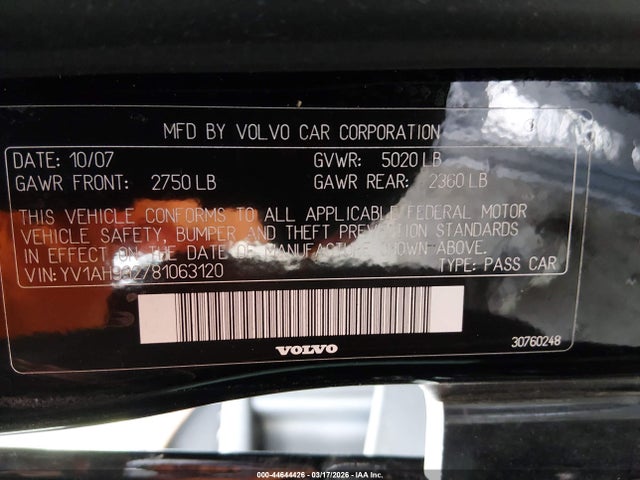 MFD BY VOLVO CAR CORPORATION
DATE: 10/07 GVWR: 5020 LB
GAWR FRONT: 2750 LB GAWR REAR: 2360 LB
THIS VEHICLE CONFORMS TO ALL APPLICABLE FEDERAL MOTOR
VEHICLE SAFETY, BUMPER AND THEFT PREVENTION STANDARDS
IN EFFECT ON THE DATE OF MANUFACTURE SHOWN ABOVE.
VIN: TYPE: PASS CAR
VOLVO 30760248
000-44644426 - 03/17/2026 - IAA Inc.